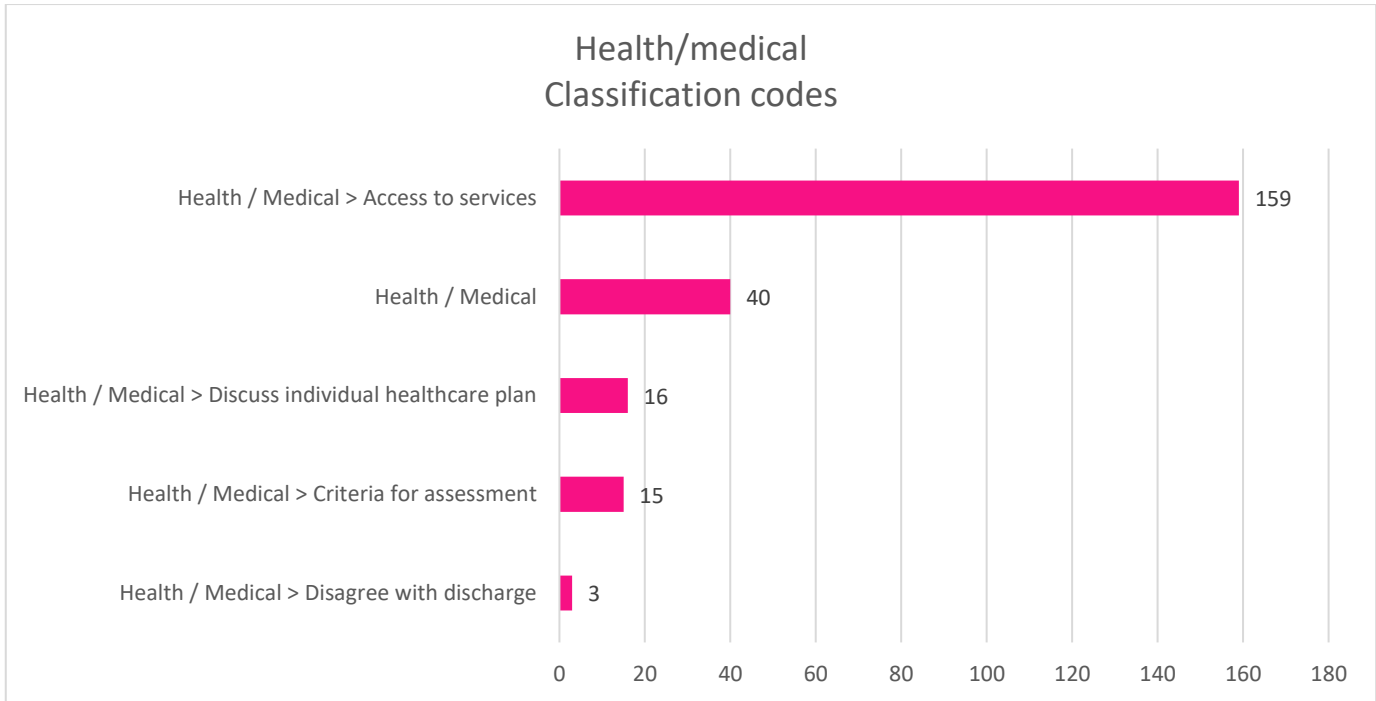 Health/medical
Classification codes
Health / Medical > Access to services
159
Health / Medical
40
Health / Medical > Discuss individual healthcare plan
16
Health / Medical > Criteria for assessment
15
Health / Medical > Disagree with discharge
3
0 20 40 60 80 100 120 140 160 180